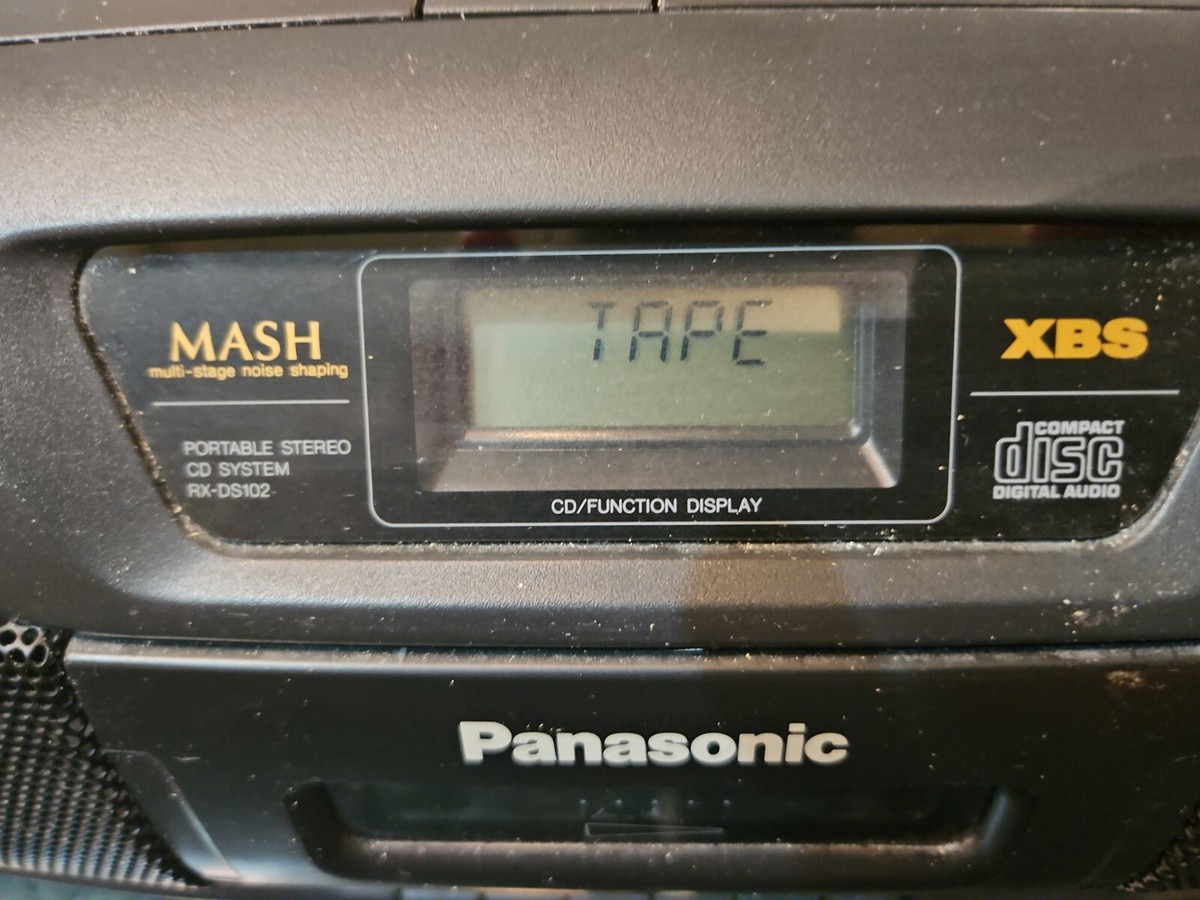 TAPE
MASH
multi-stage noise shaping
PORTABLE STEREO
CD SYSTEM
RX-DS102
CD/FUNCTION DISPLAY
XBS
COMPACT
disc
DIGITAL AUDIO
Panasonic